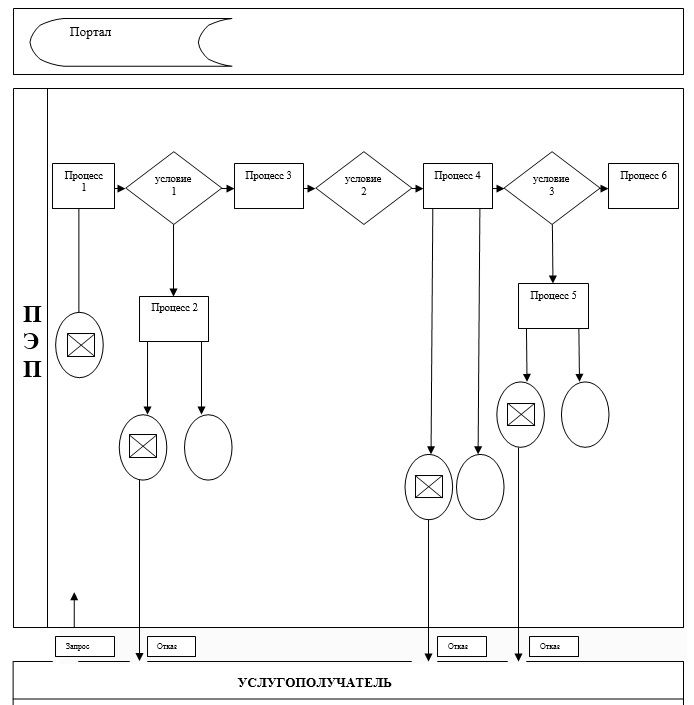 Портал
Процесс
1
условие
1
Процесс 3
условие
2
Процесс 4
условие
3
Процесс 6
Процесс 2
Процесс 5
П
Э
П
Запрос
Отказ
Отказ
Отказ
УСЛУГОПОЛУЧАТЕЛЬ